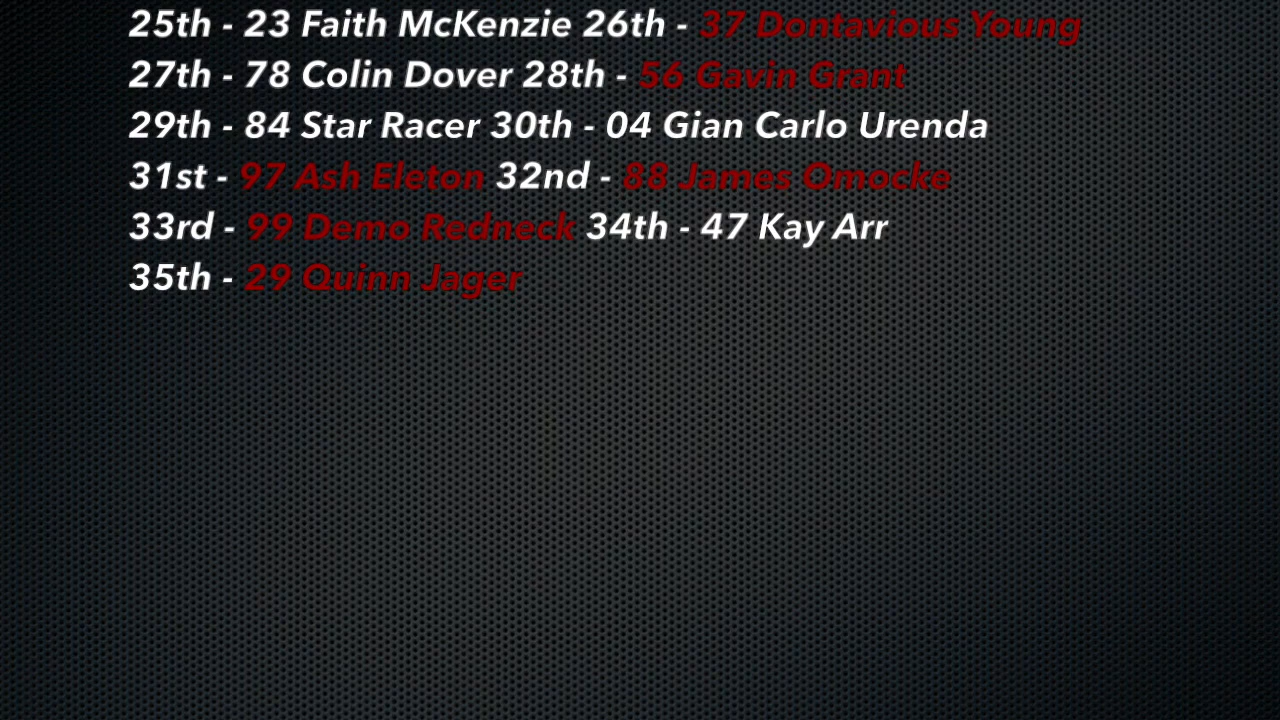 25th - 23 Faith McKenzie 26th - 37 Dontavious Young
27th - 78 Colin Dover 28th - 56 Gavin Grant
29th - 84 Star Racer 30th - 04 Gian Carlo Urenda
31st - 97 Ash Eleton 32nd - 88 James Omocke
33rd - 99 Demo Redneck 34th - 47 Kay Arr
35th - 29 Quinn Jager